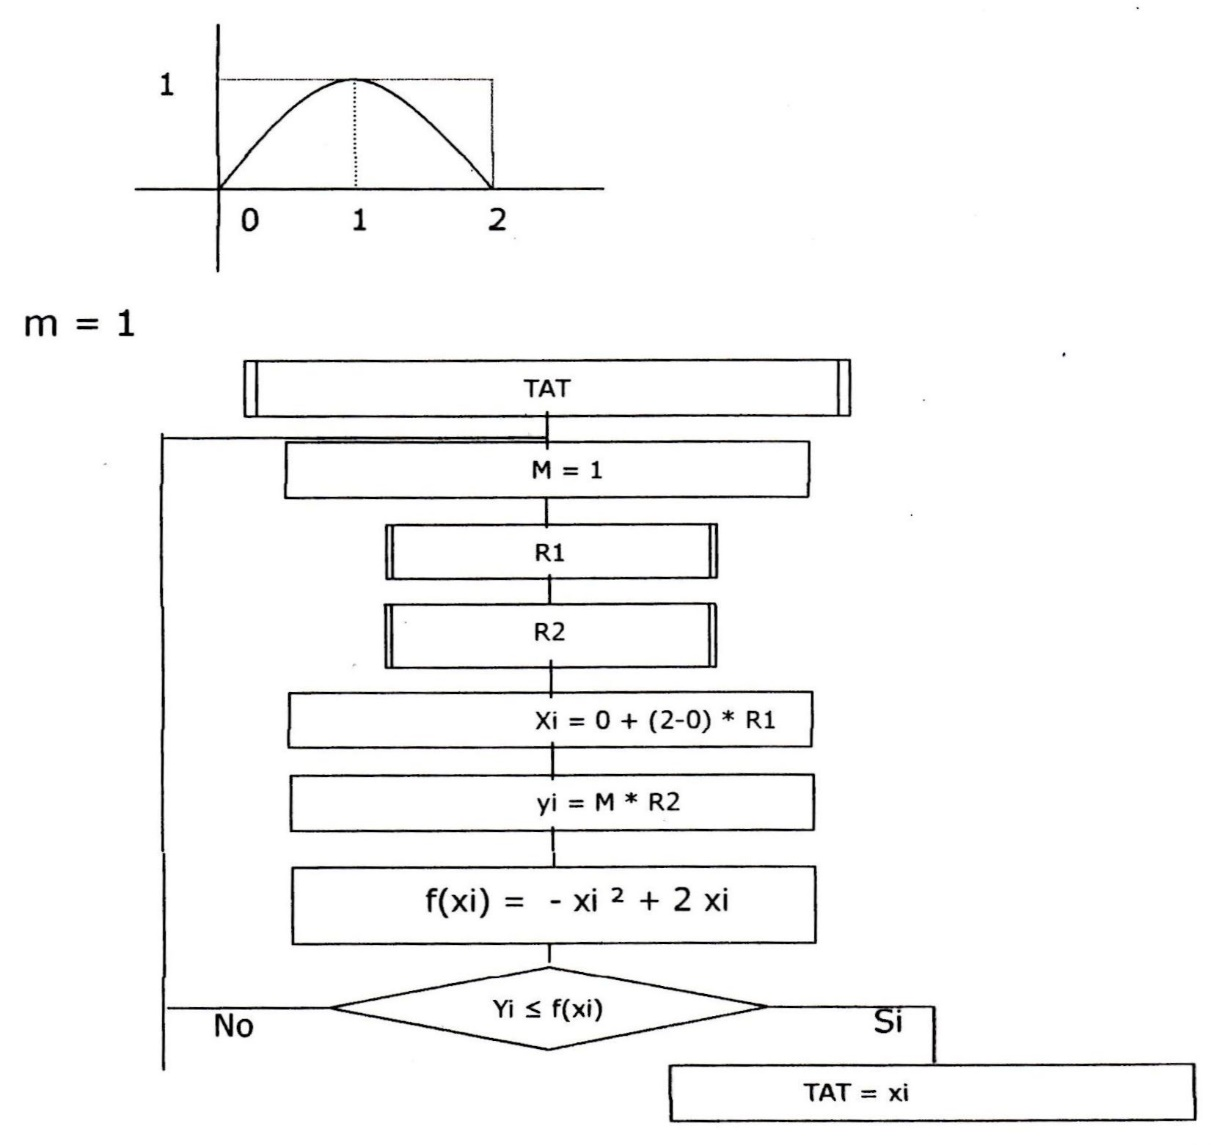 1
0 1 2
m = 1
TAT
M = 1
R1
R2
Xi = 0 + (2-0) * R1
yi = M * R2
f(xi) = - xi ² + 2 xi
Yi ≤ f(xi)
No
Si
TAT = xi